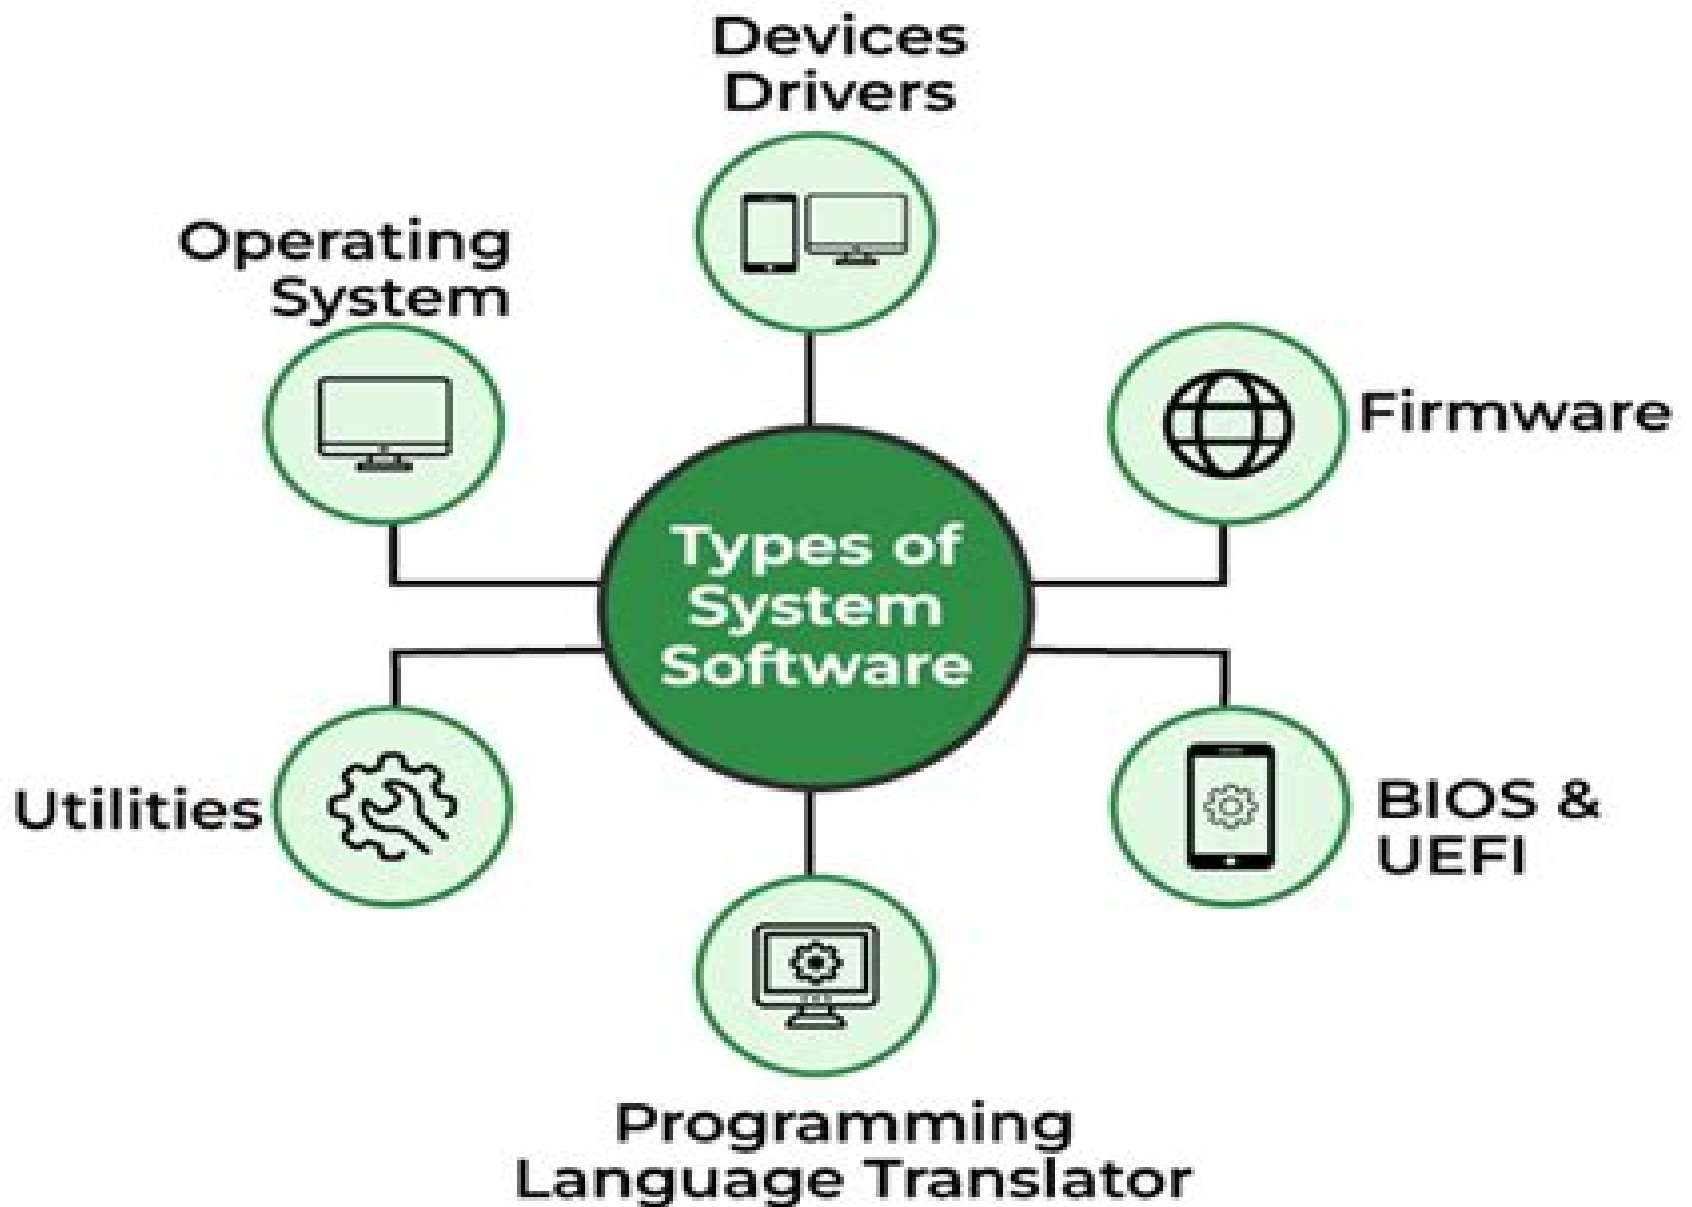 Devices
Drivers
Operating
System
Firmware
Types of
System
Software
Utilities
BIOS &
UEFI
Programming
Language Translator